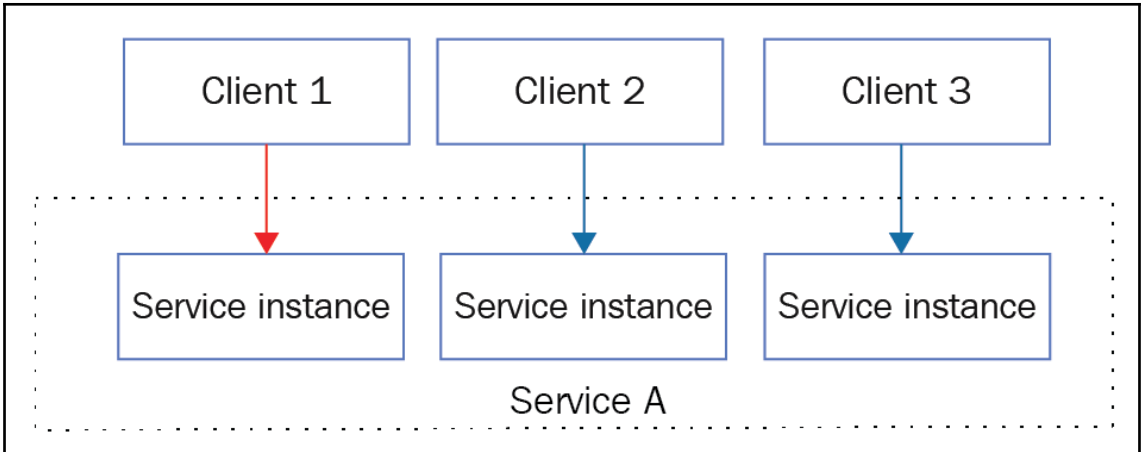 Client 1
Client 2
Client 3
Service instance
Service instance
Service instance
Service A